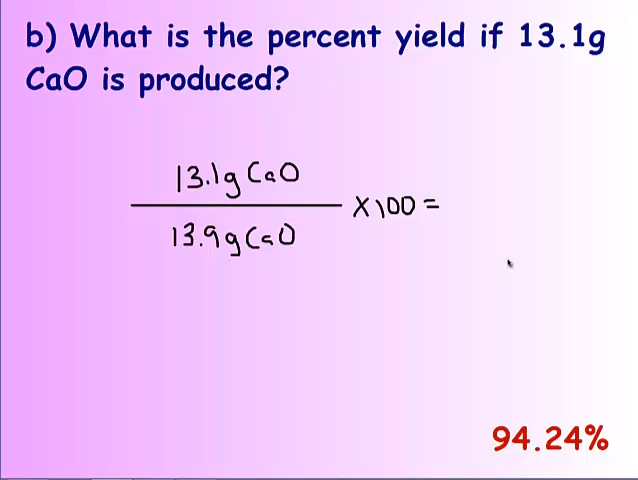 b) What is the percent yield if 13.1g
CaO is produced?
13.1g CaO
13.9g CaO
X100 =
94.24%